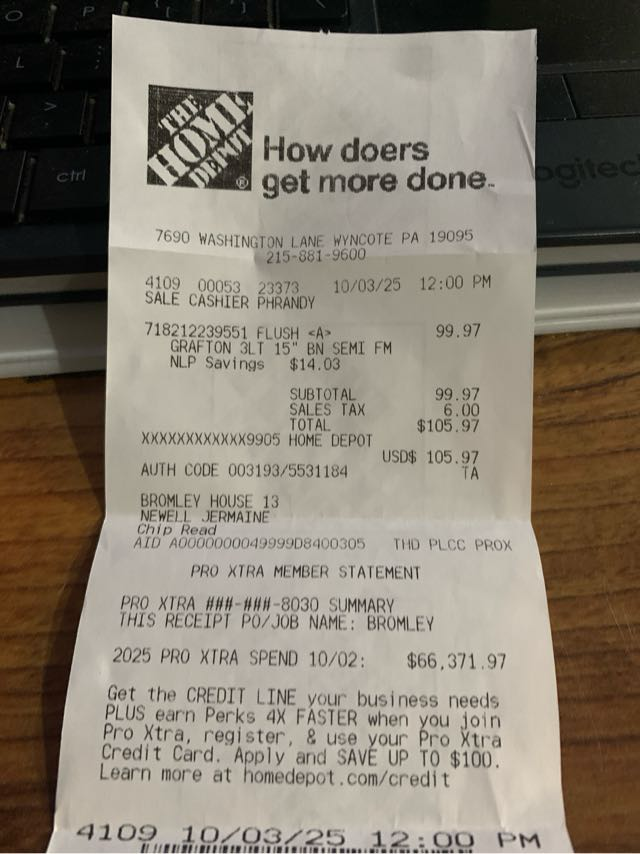 O P
L
V
ctrl
ogitec
THE
HOME
DEPOT
®
How doers
get more done.
7690 WASHINGTON LANE WYNCOTE PA 19095
215-881-9600
4109 00053 23373 10/03/25 12:00 PM
SALE CASHIER PHRANDY
718212239551 FLUSH <A> 99.97
GRAFTON 3LT 15" BN SEMI FM
NLP Savings $14.03
SUBTOTAL 99.97
SALES TAX 6.00
TOTAL $105.97
XXXXXXXXXXXX9905 HOME DEPOT
USD$ 105.97
AUTH CODE 003193/5531184 TA
BROMLEY HOUSE 13
NEWELL JERMAINE
Chip Read
AID A0000000049999D8400305 THD PLCC PROX
PRO XTRA MEMBER STATEMENT
PRO XTRA ###-###-8030 SUMMARY
THIS RECEIPT PO/JOB NAME: BROMLEY
2025 PRO XTRA SPEND 10/02: $66,371.97
Get the CREDIT LINE your business needs
PLUS earn Perks 4X FASTER when you join
Pro Xtra, register, & use your Pro Xtra
Credit Card. Apply and SAVE UP TO $100.
Learn more at homedepot.com/credit
4109 10/03/25 12:00 PM